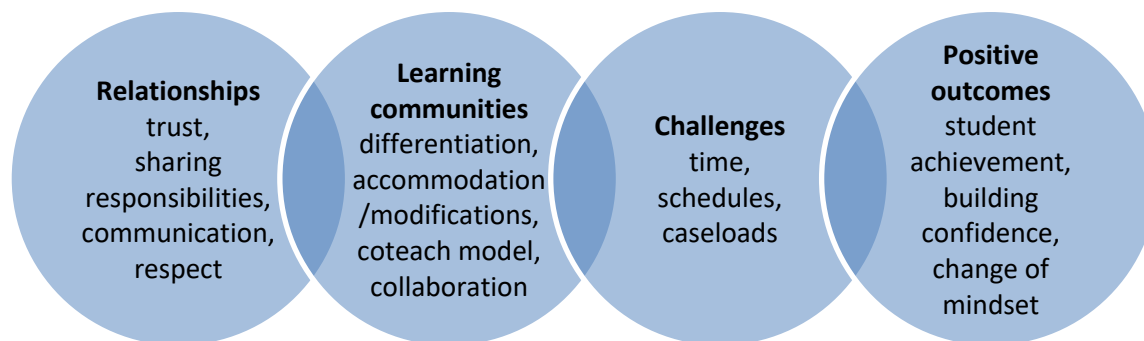 Relationships
trust,
sharing
responsibilities,
communication,
respect
Learning
communities
differentiation,
accommodation
/modifications,
coteach model,
collaboration
Challenges
time,
schedules,
caseloads
Positive
outcomes
student
achievement,
building
confidence,
change of
mindset